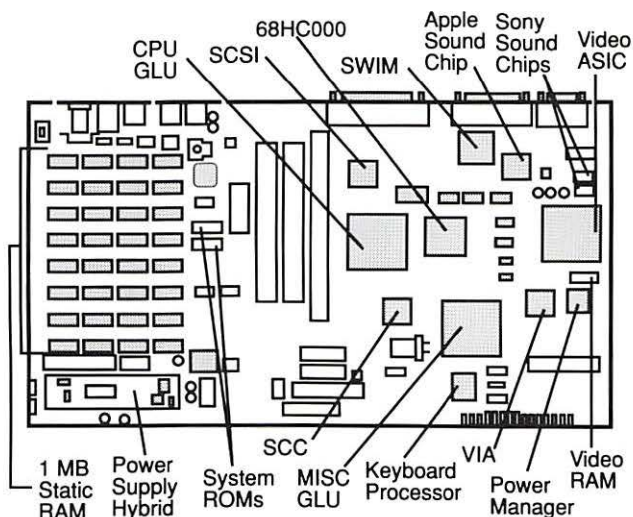 68HC000
CPU
GLU
SCSI
SWIM
Apple
Sound
Chip
Sony
Sound
Chips
Video
ASIC
1 MB
Static
RAM
Power
Supply
Hybrid
System
ROMs
SCC
MISC
GLU
Keyboard
Processor
VIA
Power
Manager
Video
RAM